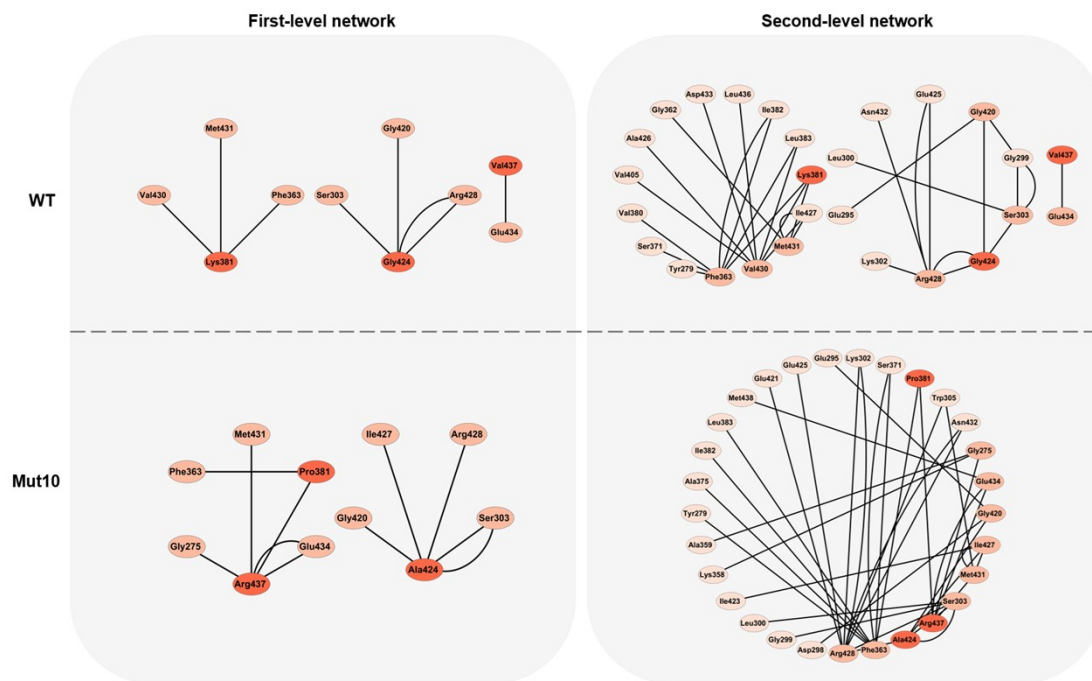 First-level network
Second-level network
WT
Met431
Val430
Phe363
Lys381
Gly420
Ser303
Arg428
Gly424
Val437
Glu434
Asp433
Leu436
Gly362
Ile382
Ala426
Leu383
Val405
Lys381
Val380
Ile427
Ser371
Met431
Tyr279
Phe363
Val430
Glu425
Asn432
Gly420
Leu300
Gly299
Glu295
Ser303
Lys302
Gly424
Arg428
Val437
Glu434
Mut10
Met431
Phe363
Pro381
Gly275
Glu434
Arg437
Ile427
Arg428
Gly420
Ser303
Ala424
Glu295
Lys302
Glu425
Ser371
Glu421
Pro381
Met438
Trp305
Leu383
Asn432
Ile382
Gly275
Ala375
Glu434
Tyr279
Gly420
Ala359
Ile427
Lys358
Met431
Ile423
Ser303
Leu300
Arg437
Gly299
Ala424
Asp298
Arg428
Phe363